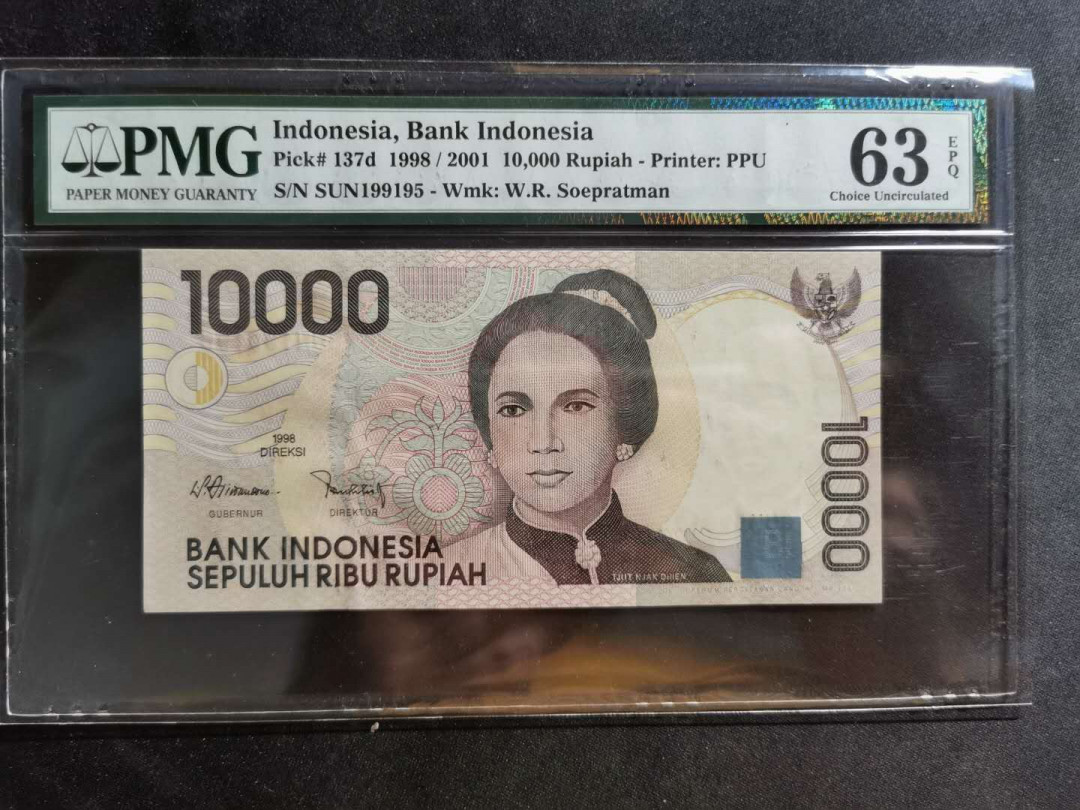 PMG
PAPER MONEY GUARANTY
Indonesia, Bank Indonesia
Pick# 137d 1998 / 2001 10,000 Rupiah - Printer: PPU
S/N SUN199195 - Wmk: W.R. Soepratman
63
EPQ
Choice Uncirculated
10000
1998
DIREKSI
GUBERNUR
DIREKTUR
BANK INDONESIA
SEPULUH RIBU RUPIAH
TJUT NJAK DHIEN
10000